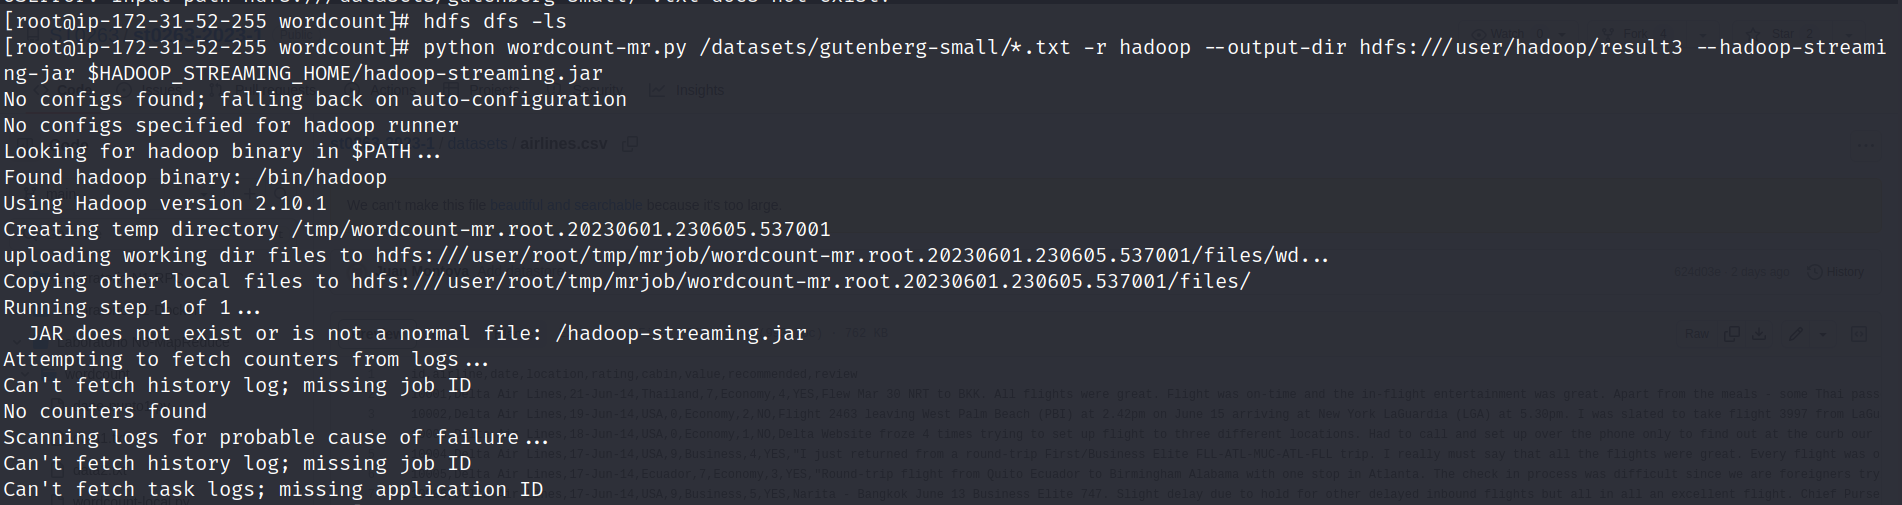 [root@ip-172-31-52-255 wordcount]# hdfs dfs -ls
[root@ip-172-31-52-255 wordcount]# python wordcount-mr.py /datasets/gutenberg-small/*.txt -r hadoop --output-dir hdfs:///user/hadoop/result3 --hadoop-streami
ng-jar $HADOOP_STREAMING_HOME/hadoop-streaming.jar
No configs found; falling back on auto-configuration
No configs specified for hadoop runner
Looking for hadoop binary in $PATH...
Found hadoop binary: /bin/hadoop
Using Hadoop version 2.10.1
Creating temp directory /tmp/wordcount-mr.root.20230601.230605.537001
uploading working dir files to hdfs:///user/root/tmp/mrjob/wordcount-mr.root.20230601.230605.537001/files/wd...
Copying other local files to hdfs:///user/root/tmp/mrjob/wordcount-mr.root.20230601.230605.537001/files/
Running step 1 of 1...
  JAR does not exist or is not a normal file: /hadoop-streaming.jar
Attempting to fetch counters from logs...
Can't fetch history log; missing job ID
No counters found
Scanning logs for probable cause of failure...
Can't fetch history log; missing job ID
Can't fetch task logs; missing application ID